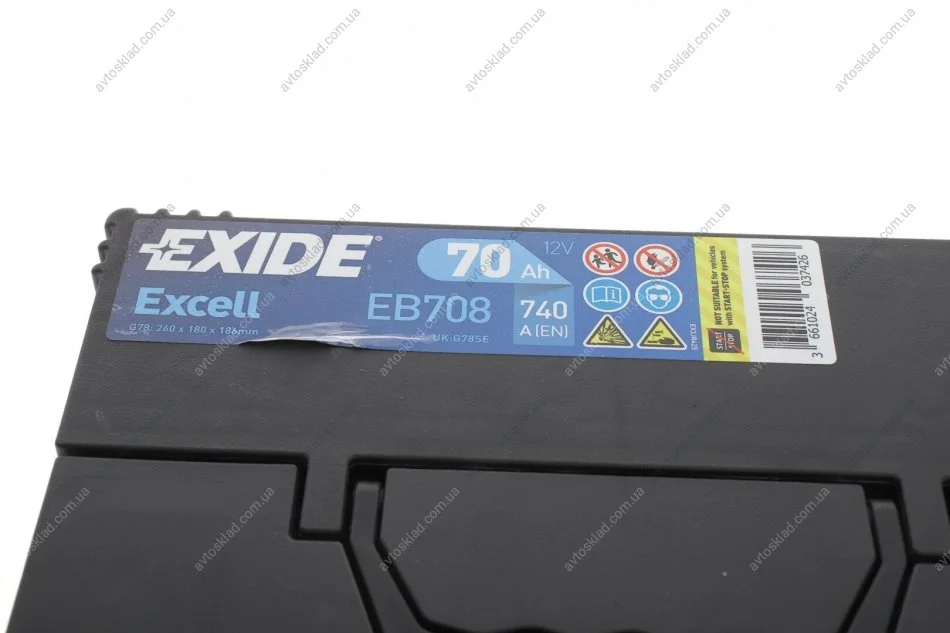 EXIDE®
70 Ah
12V
Excell
EB708
740
A (EN)
G78: 260 x 180 x 186mm
UK:G78SE
NOT SUITABLE for vehicles
with START-STOP system
START
STOP
3 661024 037426
avtosklad.com.ua